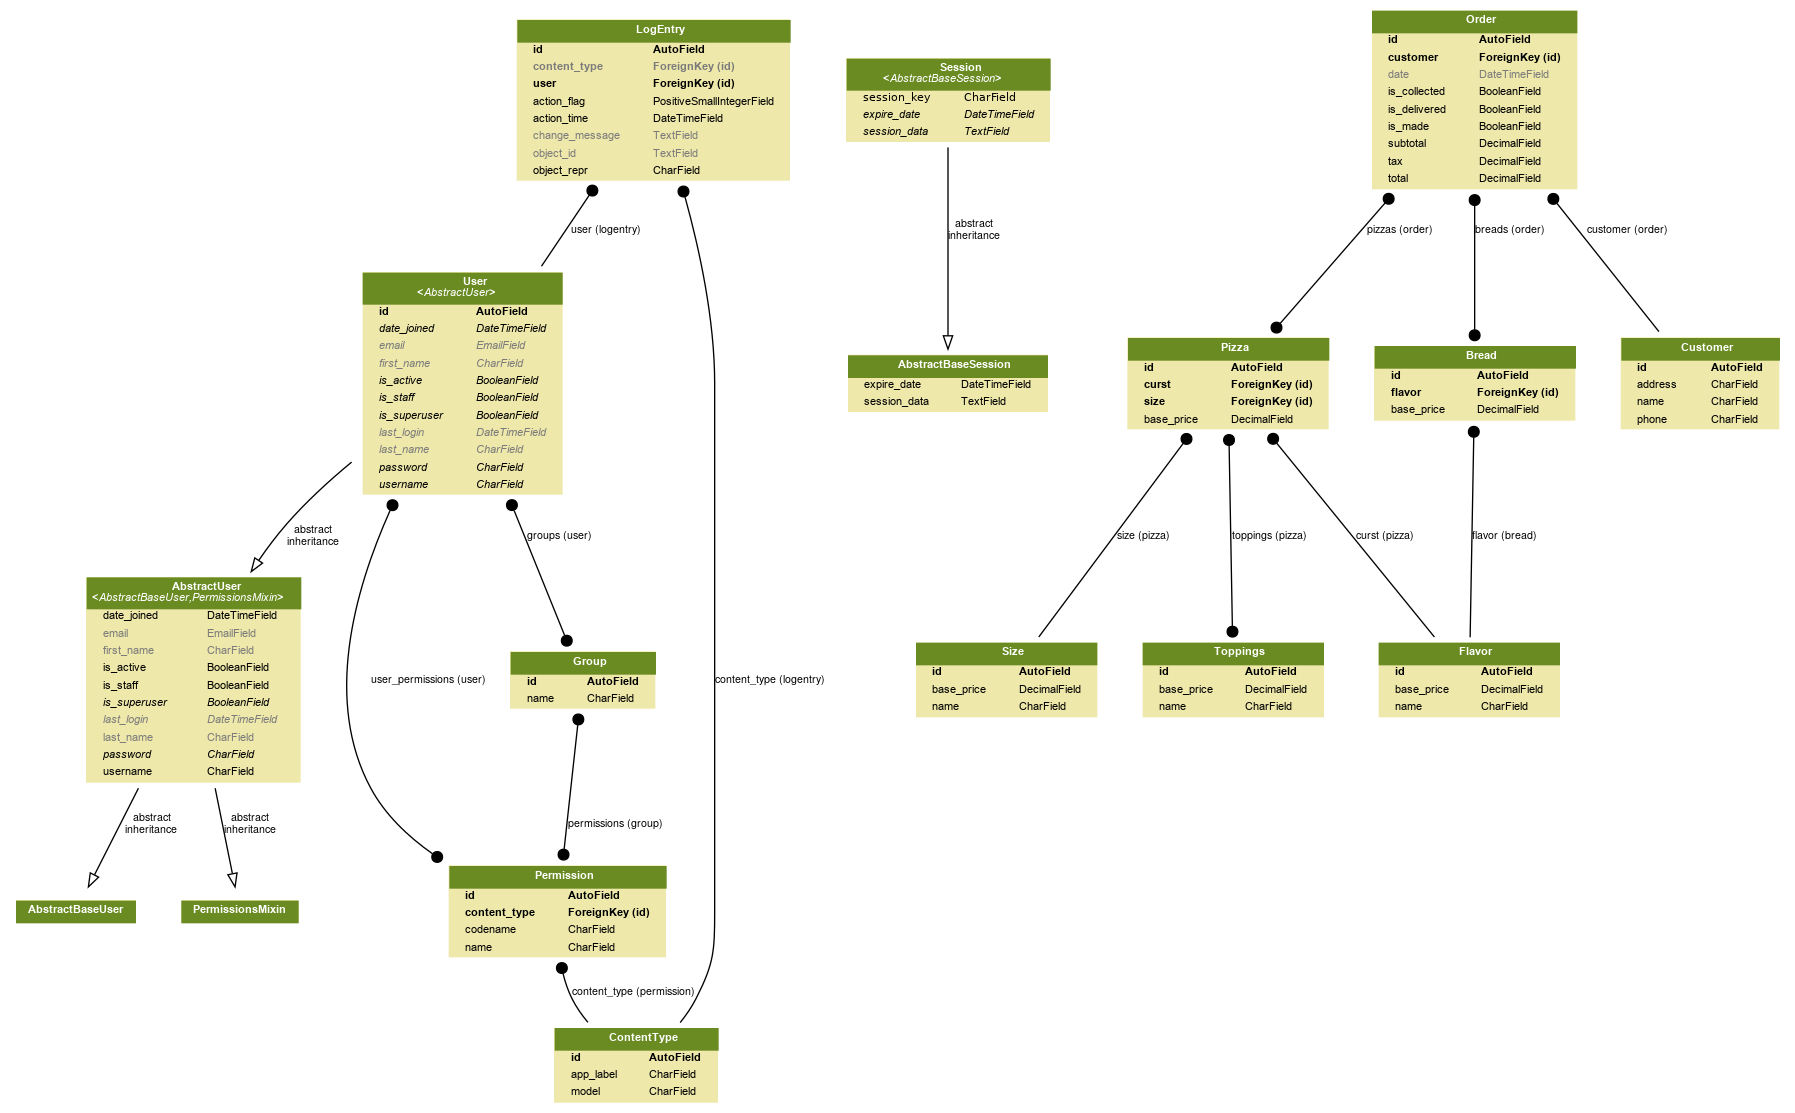 LogEntry
id AutoField
content_type ForeignKey (id)
user ForeignKey (id)
action_flag PositiveSmallIntegerField
action_time DateTimeField
change_message TextField
object_id TextField
object_repr CharField
Session
<AbstractBaseSession>
session_key CharField
expire_date DateTimeField
session_data TextField
Order
id AutoField
customer ForeignKey (id)
date DateTimeField
is_collected BooleanField
is_delivered BooleanField
is_made BooleanField
subtotal DecimalField
tax DecimalField
total DecimalField
user (logentry)
abstract
inheritance
pizzas (order)
breads (order)
customer (order)
User
<AbstractUser>
id AutoField
date_joined DateTimeField
email EmailField
first_name CharField
is_active BooleanField
is_staff BooleanField
is_superuser BooleanField
last_login DateTimeField
last_name CharField
password CharField
username CharField
AbstractBaseSession
expire_date DateTimeField
session_data TextField
Pizza
id AutoField
curst ForeignKey (id)
size ForeignKey (id)
base_price DecimalField
Bread
id AutoField
flavor ForeignKey (id)
base_price DecimalField
Customer
id AutoField
address CharField
name CharField
phone CharField
abstract
inheritance
groups (user)
size (pizza)
toppings (pizza)
curst (pizza)
flavor (bread)
AbstractUser
<AbstractBaseUser,PermissionsMixin>
date_joined DateTimeField
email EmailField
first_name CharField
is_active BooleanField
is_staff BooleanField
is_superuser BooleanField
last_login DateTimeField
last_name CharField
password CharField
username CharField
user_permissions (user)
Group
id AutoField
name CharField
content_type (logentry)
Size
id AutoField
base_price DecimalField
name CharField
Toppings
id AutoField
base_price DecimalField
name CharField
Flavor
id AutoField
base_price DecimalField
name CharField
abstract
inheritance
abstract
inheritance
permissions (group)
AbstractBaseUser
PermissionsMixin
Permission
id AutoField
content_type ForeignKey (id)
codename CharField
name CharField
content_type (permission)
ContentType
id AutoField
app_label CharField
model CharField